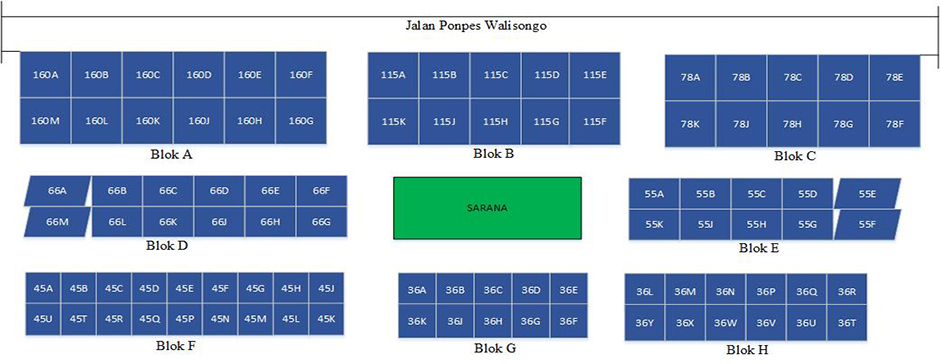 Jalan Ponpes Walisongo
160A 160B 160C 160D 160E 160F
160M 160L 160K 160J 160H 160G
Blok A
115A 115B 115C 115D 115E
115K 115J 115H 115G 115F
Blok B
78A 78B 78C 78D 78E
78K 78J 78H 78G 78F
Blok C
66A 66B 66C 66D 66E 66F
66M 66L 66K 66J 66H 66G
Blok D
SARANA
55A 55B 55C 55D 55E
55K 55J 55H 55G 55F
Blok E
45A 45B 45C 45D 45E 45F 45G 45H 45J
45U 45T 45R 45Q 45P 45N 45M 45L 45K
Blok F
36A 36B 36C 36D 36E
36K 36J 36H 36G 36F
Blok G
36L 36M 36N 36P 36Q 36R
36Y 36X 36W 36V 36U 36T
Blok H